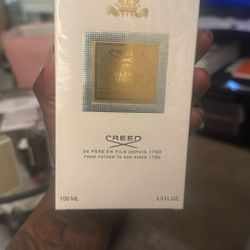 CREED
CREED
DE PÈRE EN FILS DEPUIS 1760
FROM FATHER TO SON SINCE 1760
100 ML
3.3 FL.OZ.